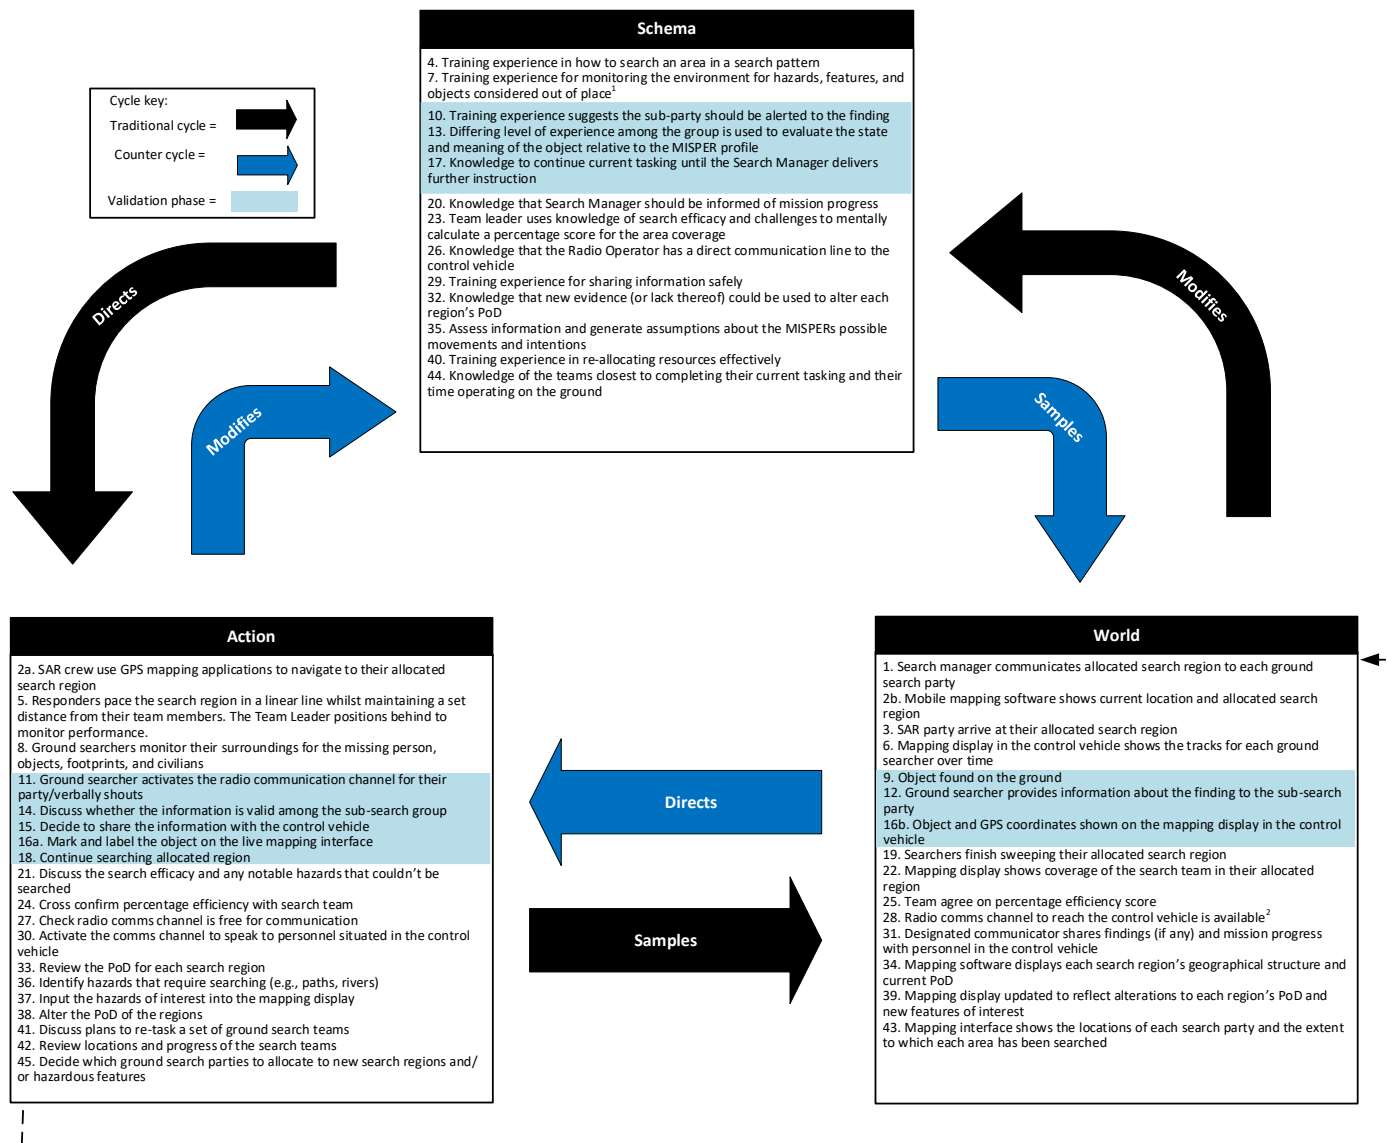 Schema
4. Training experience in how to search an area in a search pattern
7. Training experience for monitoring the environment for hazards, features, and
objects considered out of place1
10. Training experience suggests the sub-party should be alerted to the finding
13. Differing level of experience among the group is used to evaluate the state
and meaning of the object relative to the MISPER profile
17. Knowledge to continue current tasking until the Search Manager delivers
further instruction
20. Knowledge that Search Manager should be informed of mission progress
23. Team leader uses knowledge of search efficacy and challenges to mentally
calculate a percentage score for the area coverage
26. Knowledge that the Radio Operator has a direct communication line to the
control vehicle
29. Training experience for sharing information safely
32. Knowledge that new evidence (or lack thereof) could be used to alter each
region's PoD
35. Assess information and generate assumptions about the MISPERs possible
movements and intentions
40. Training experience in re-allocating resources effectively
44. Knowledge of the teams closest to completing their current tasking and their
time operating on the ground
Cycle key:
Traditional cycle =
Counter cycle =
Validation phase =
Directs
Modifies
Samples
Modifies
Action
2a. SAR crew use GPS mapping applications to navigate to their allocated
search region
5. Responders pace the search region in a linear line whilst maintaining a set
distance from their team members. The Team Leader positions behind to
monitor performance.
8. Ground searchers monitor their surroundings for the missing person,
objects, footprints, and civilians
11. Ground searcher activates the radio communication channel for their
party/verbally shouts
14. Discuss whether the information is valid among the sub-search group
15. Decide to share the information with the control vehicle
16a. Mark and label the object on the live mapping interface
18. Continue searching allocated region
21. Discuss the search efficacy and any notable hazards that couldn't be
searched
24. Cross confirm percentage efficiency with search team
27. Check radio comms channel is free for communication
30. Activate the comms channel to speak to personnel situated in the control
vehicle
33. Review the PoD for each search region
36. Identify hazards that require searching (e.g., paths, rivers)
37. Input the hazards of interest into the mapping display
38. Alter the PoD of the regions
41. Discuss plans to re-task a set of ground search teams
42. Review locations and progress of the search teams
45. Decide which ground search parties to allocate to new search regions and/
or hazardous features
Directs
Samples
World
1. Search manager communicates allocated search region to each ground
search party
2b. Mobile mapping software shows current location and allocated search
region
3. SAR party arrive at their allocated search region
6. Mapping display in the control vehicle shows the tracks for each ground
searcher over time
9. Object found on the ground
12. Ground searcher provides information about the finding to the sub-search
party
16b. Object and GPS coordinates shown on the mapping display in the control
vehicle
19. Searchers finish sweeping their allocated search region
22. Mapping display shows coverage of the search team in their allocated
region
25. Team agree on percentage efficiency score
28. Radio comms channel to reach the control vehicle is available2
31. Designated communicator shares findings (if any) and mission progress
with personnel in the control vehicle
34. Mapping software displays each search region's geographical structure and
current PoD
39. Mapping display updated to reflect alterations to each region's PoD and
new features of interest
43. Mapping interface shows the locations of each search party and the extent
to which each area has been searched